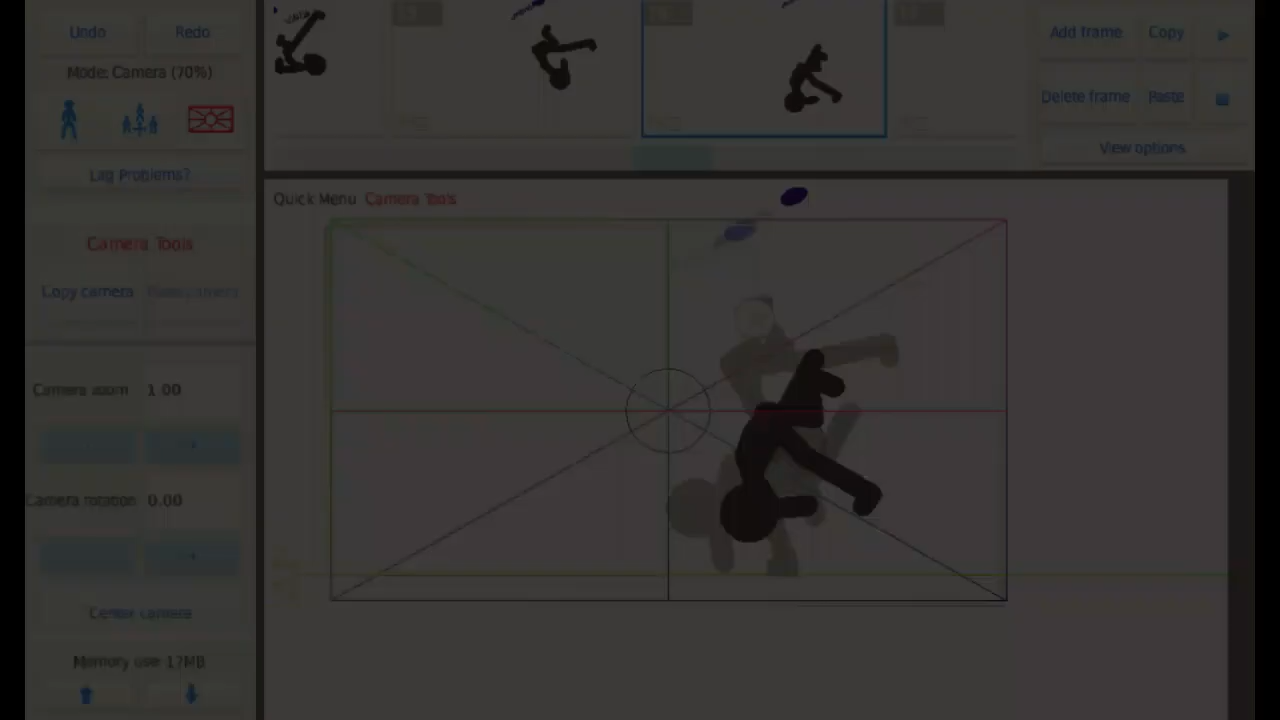 Undo Redo
Mode: Camera (70%)
Lag Problems?
Camera Tools
Copy camera
Camera zoom 1.00
Camera rotation 0.00
Center camera
Memory use: 17MB
Add frame Copy
Delete frame Paste
View options
Quick Menu Camera Tools